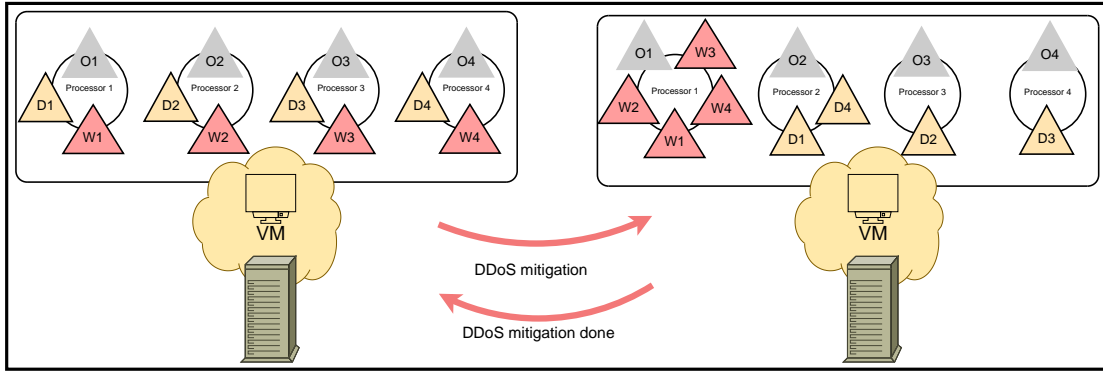 O1
O2
O3
O4
Processor 1
Processor 2
Processor 3
Processor 4
D1
D2
D3
D4
W1
W2
W3
W4
VM
O1
W3
O2
O3
O4
Processor 1
Processor 2
Processor 3
Processor 4
W2
W4
D4
W1
D1
D2
D3
VM
DDoS mitigation
DDoS mitigation done